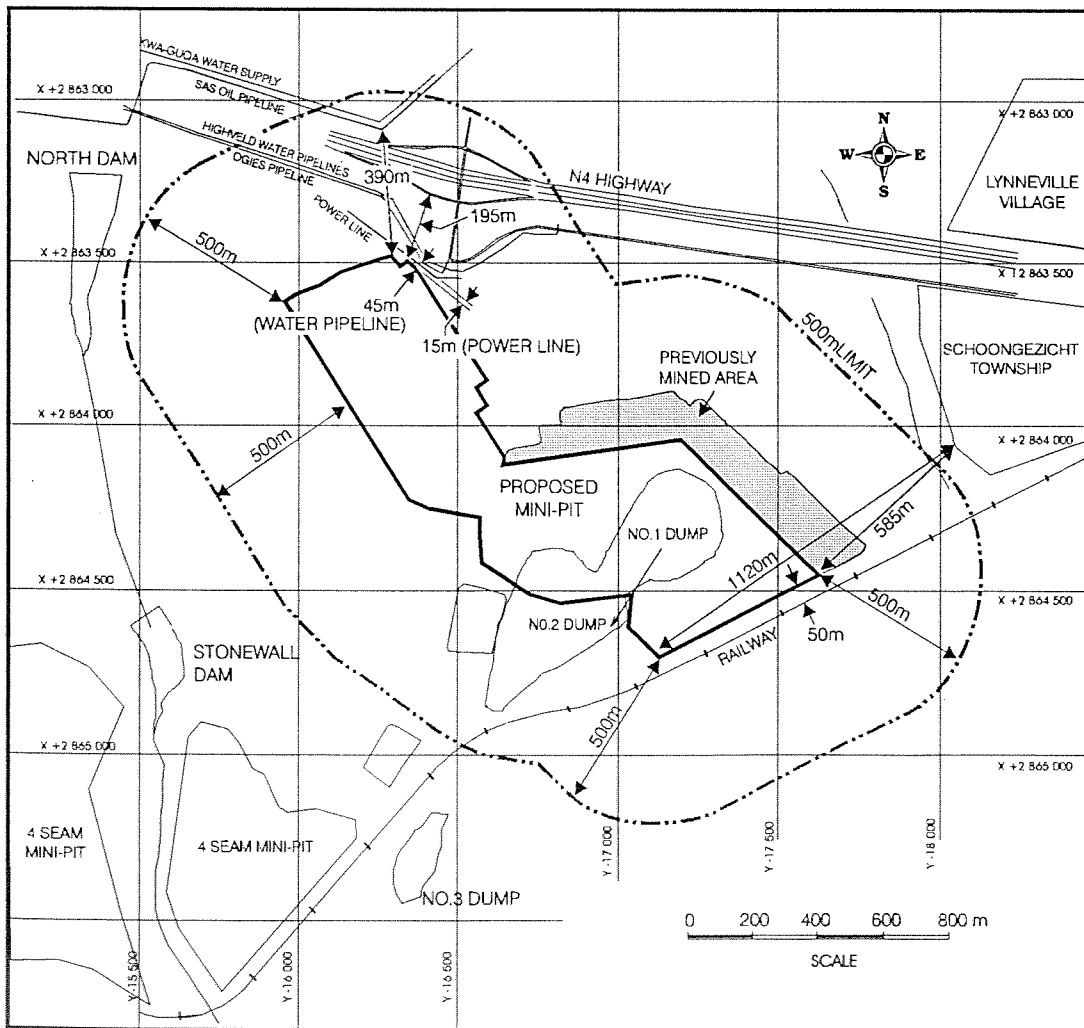 KWA-GUQA WATER SUPPLY
SAS OIL PIPELINE
X +2 863 000
X +2 863 000
HIGHVELD WATER PIPELINES
OGIES PIPELINE
NORTH DAM
390m
N4 HIGHWAY
N
W E
S
LYNNEVILLE
VILLAGE
POWER LINE
195m
500m
X +2 863 500
X +2 863 500
45m
(WATER PIPELINE)
15m (POWER LINE)
500mLIMIT
SCHOONGEZICHT
TOWNSHIP
PREVIOUSLY
MINED AREA
X +2 864 000
X +2 864 000
500m
PROPOSED
MINI-PIT
NO.1 DUMP
585m
1120m
X +2 864 500
X +2 864 500
500m
NO.2 DUMP
50m
RAILWAY
STONEWALL
DAM
500m
X +2 865 000
X +2 865 000
4 SEAM
MINI-PIT
4 SEAM MINI-PIT
NO.3 DUMP
Y -15 500
Y -16 000
Y -16 500
Y -17 000
Y -17 500
Y -18 000
0 200 400 600 800 m
SCALE